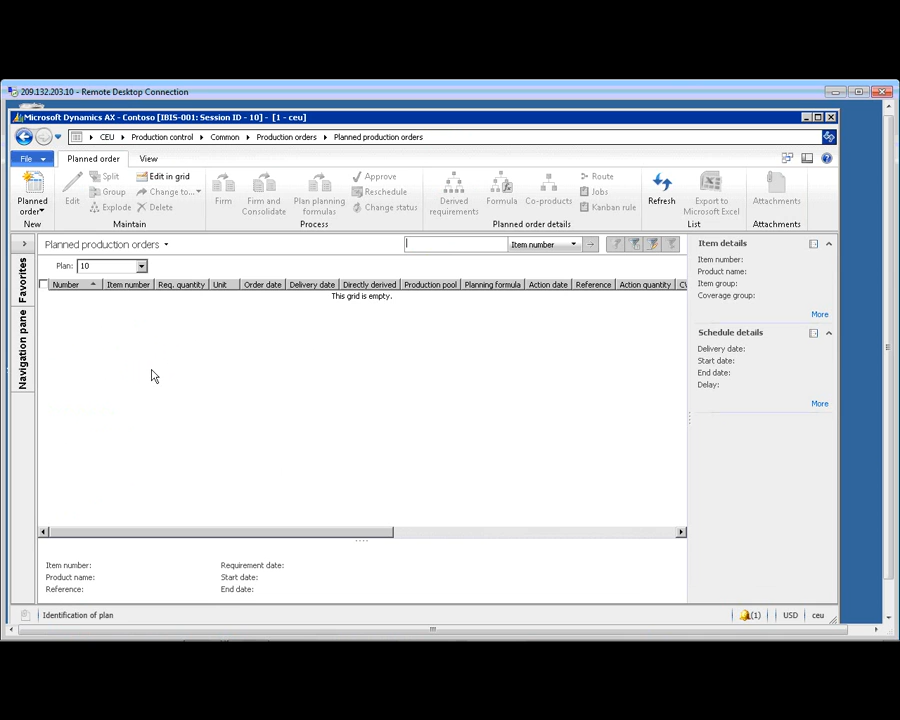 209.132.203.10 - Remote Desktop Connection
Microsoft Dynamics AX - Contoso [IBIS-001: Session ID - 10] - [1 - ceu]
CEU Production control Common Production orders Planned production orders
File Planned order View
Planned order
New
Edit
Split
Group
Explode
Edit in grid
Change to...
Delete
Maintain
Firm
Firm and Consolidate
Plan planning formulas
Approve
Reschedule
Change status
Process
Derived requirements
Formula
Co-products
Route
Jobs
Kanban rule
Planned order details
Refresh
Export to Microsoft Excel
List
Attachments
Attachments
Favorites
Navigation pane
Planned production orders
Item number
Plan: 10
Number Item number Req. quantity Unit Order date Delivery date Directly derived Production pool Planning formula Action date Reference Action quantity
This grid is empty.
Item details
Item number:
Product name:
Item group:
Coverage group:
More
Schedule details
Delivery date:
Start date:
End date:
Delay:
More
Item number:
Product name:
Reference:
Requirement date:
Start date:
End date:
Identification of plan
(1)
USD
ceu